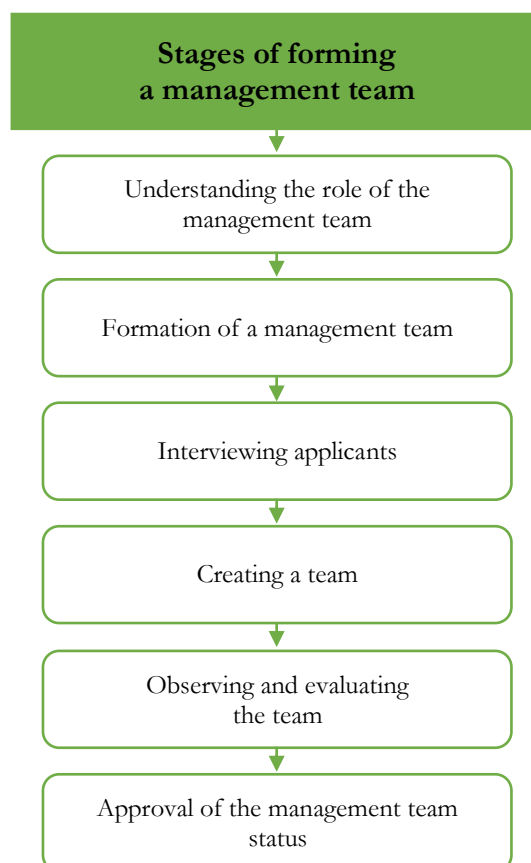 Stages of forming
a management team
Understanding the role of the
management team
Formation of a management team
Interviewing applicants
Creating a team
Observing and evaluating
the team
Approval of the management team
status